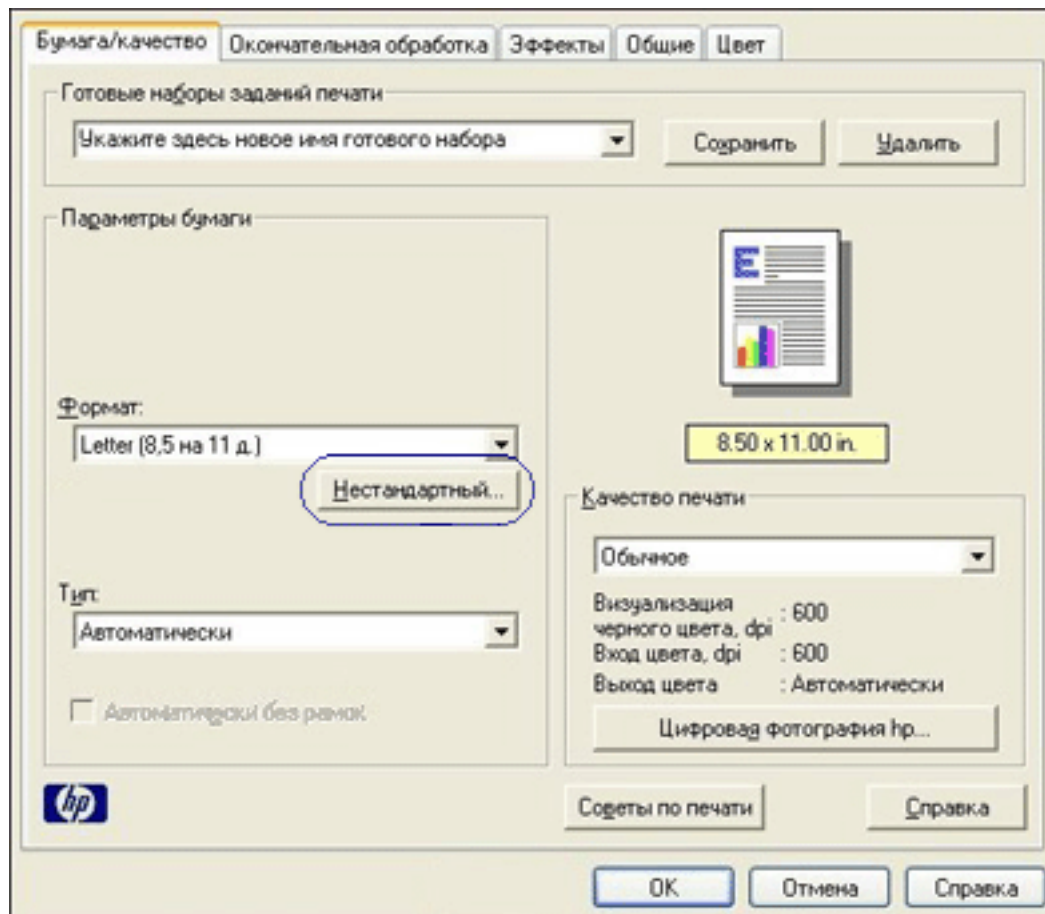 Бумага/качество Окончательная обработка Эффекты Общие Цвет
Готовые наборы заданий печати
Укажите здесь новое имя готового набора Сохранить Удалить
Параметры бумаги
Формат:
Letter (8,5 на 11 д.)
Нестандартный...
Тип:
Автоматически
Автоматически без рамок
E
8.50 x 11.00 in.
Качество печати
Обычное
Визуализация
черного цвета, dpi : 600
Вход цвета, dpi : 600
Выход цвета : Автоматически
Цифровая фотография hp...
hp
Советы по печати Справка
OK Отмена Справка